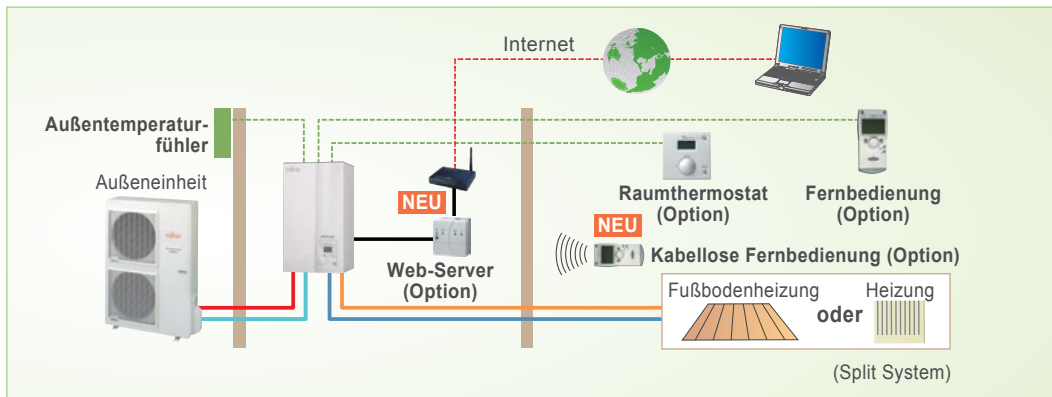 Internet
Außentemperatur-
fühler
Außeneinheit
NEU
Web-Server
(Option)
Raumthermostat
(Option)
Fernbedienung
(Option)
NEU
Kabellose Fernbedienung (Option)
Fußbodenheizung
oder
Heizung
(Split System)